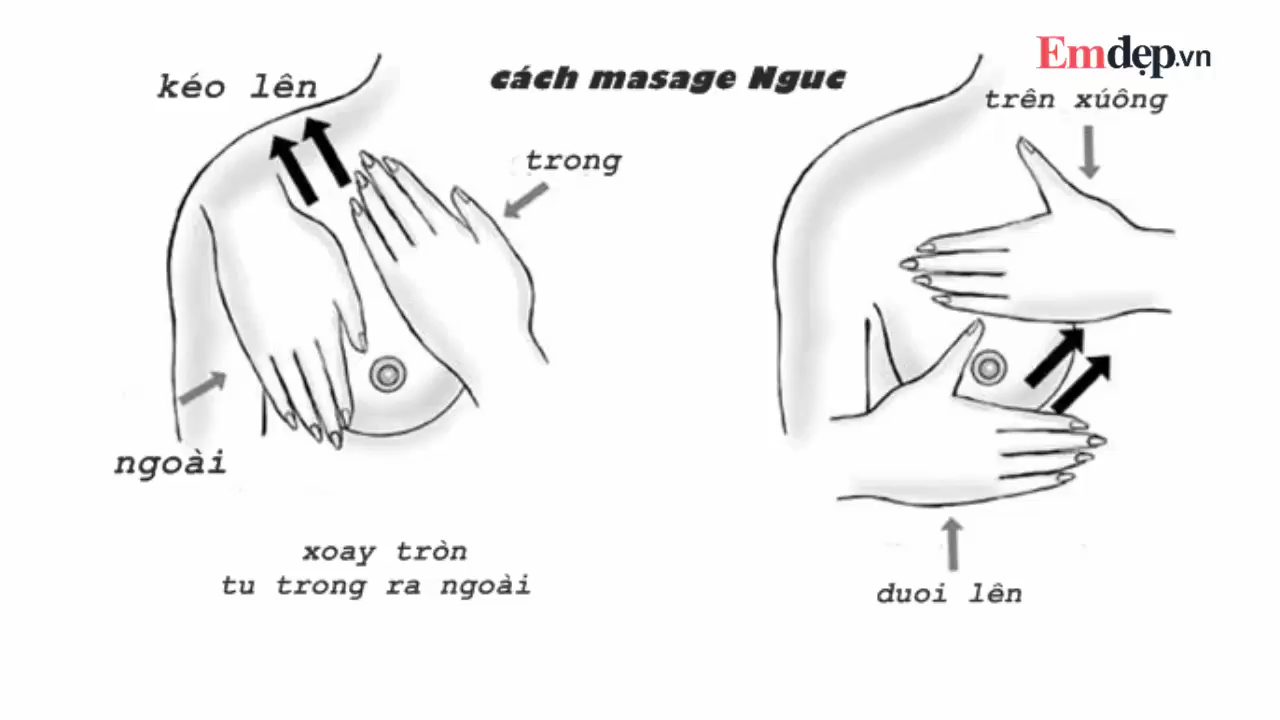 Emdẹp.vn
cách masage Nguc
kéo lên
trong
ngoài
xoay tròn
tu trong ra ngoài
trên xúông
duoi lên